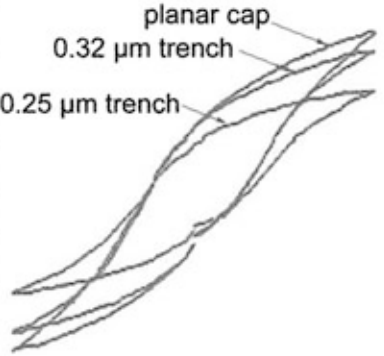 planar cap
0.32 µm trench
0.25 µm trench